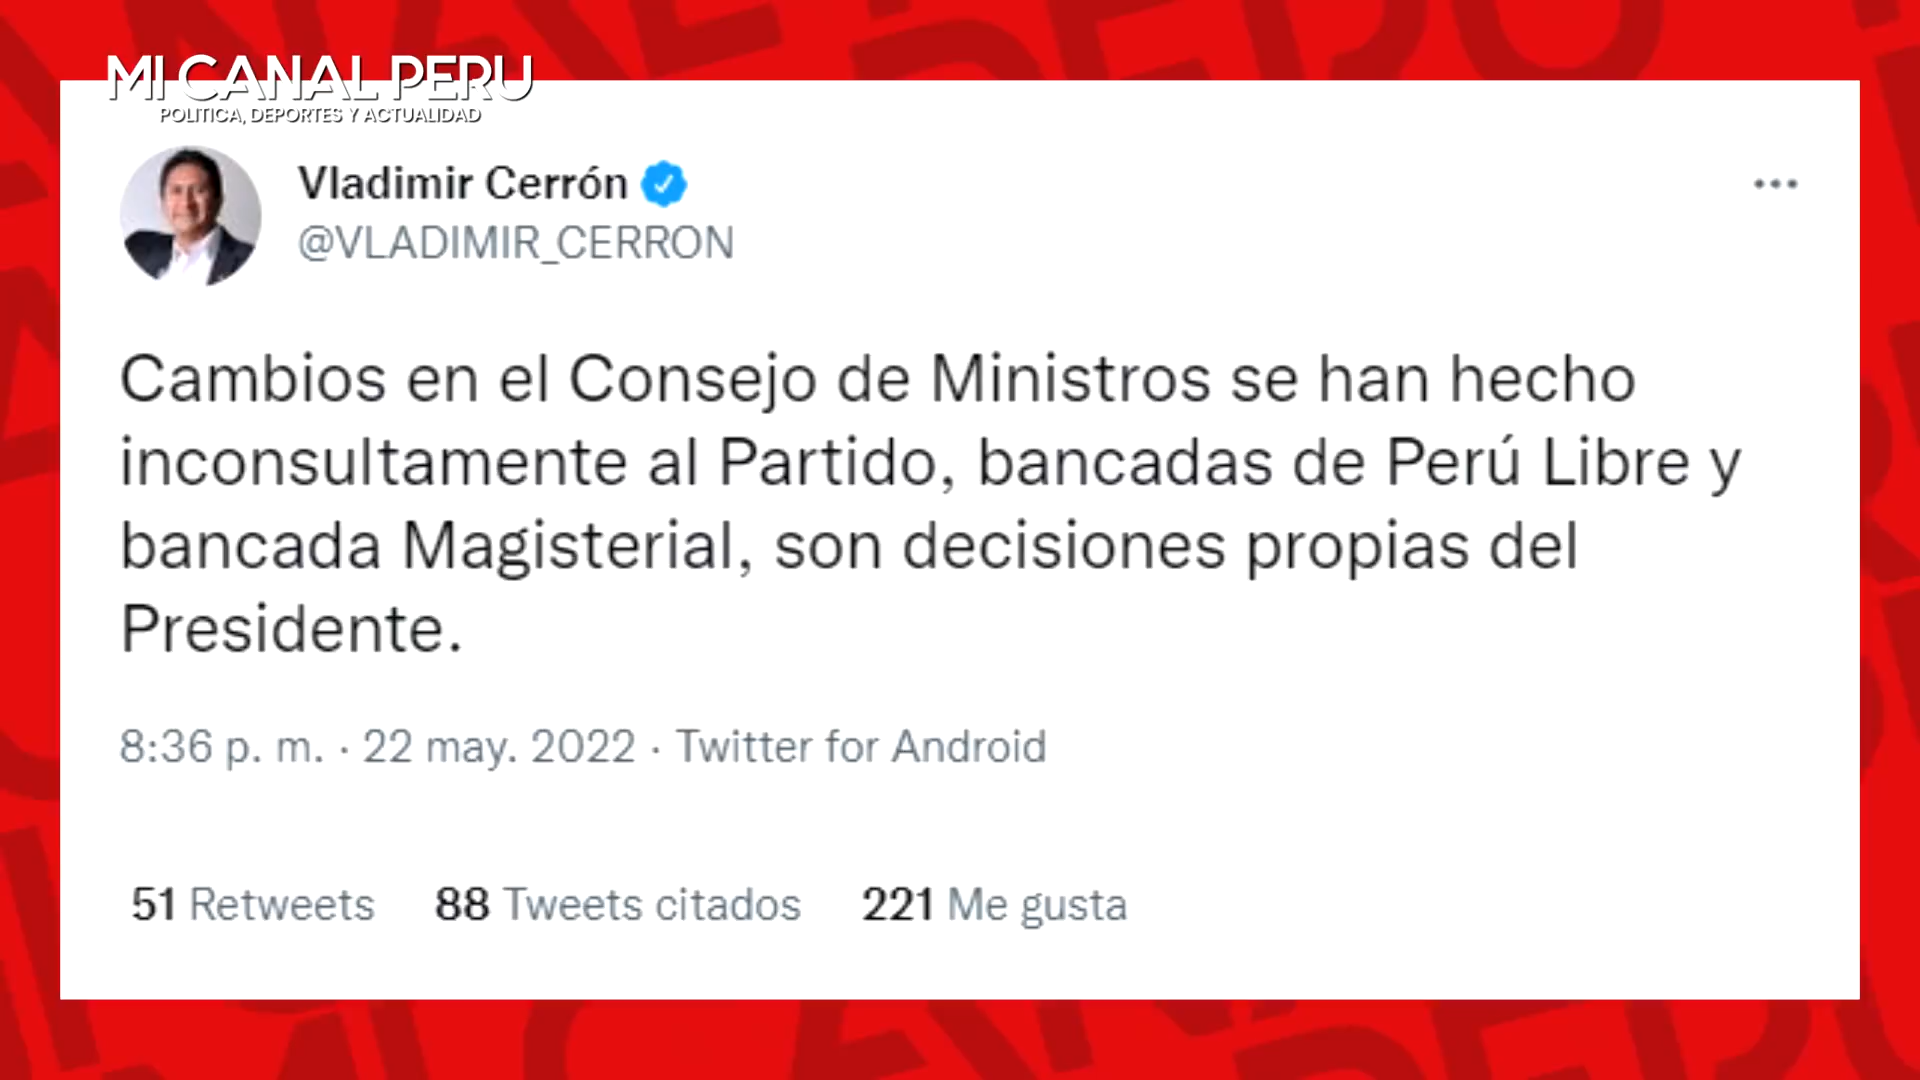 MI CANAL PERU
POLITICA, DEPORTES Y ACTUALIDAD
Vladimir Cerrón
@VLADIMIR_CERRON
Cambios en el Consejo de Ministros se han hecho
inconsultamente al Partido, bancadas de Perú Libre y
bancada Magisterial, son decisiones propias del
Presidente.
8:36 p. m. · 22 may. 2022 · Twitter for Android
51 Retweets 88 Tweets citados 221 Me gusta